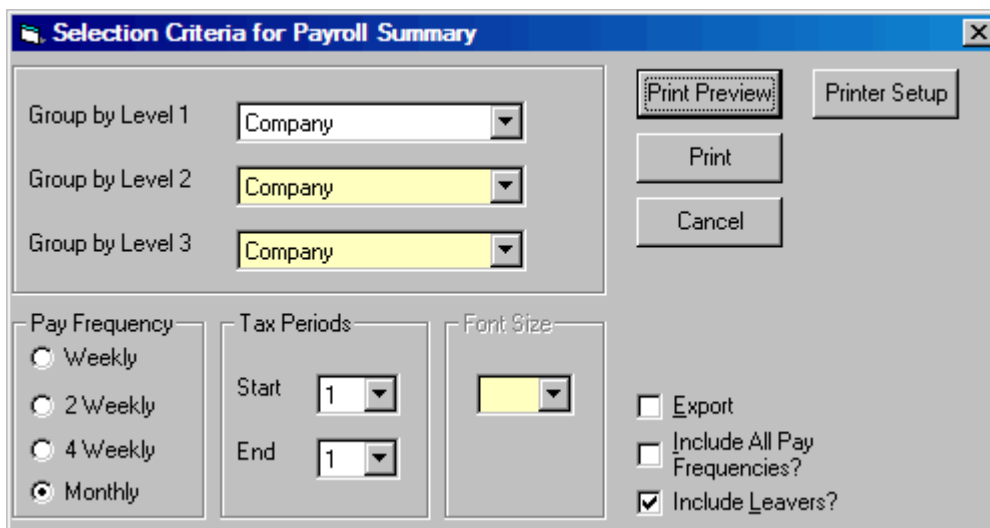 Selection Criteria for Payroll Summary
Group by Level 1
Company
Group by Level 2
Company
Group by Level 3
Company
Print Preview
Printer Setup
Print
Cancel
Pay Frequency
Weekly
2 Weekly
4 Weekly
Monthly
Tax Periods
Start
1
End
1
Font Size
Export
Include All Pay
Frequencies?
Include Leavers?